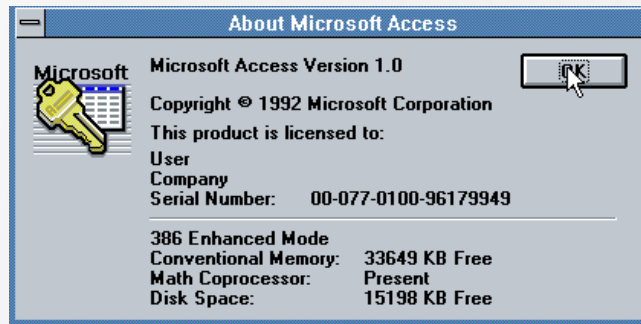 About Microsoft Access
Microsoft
Microsoft Access Version 1.0
OK
Copyright © 1992 Microsoft Corporation
This product is licensed to:
User
Company
Serial Number: 00-077-0100-96179949
386 Enhanced Mode
Conventional Memory: 33649 KB Free
Math Coprocessor: Present
Disk Space: 15198 KB Free